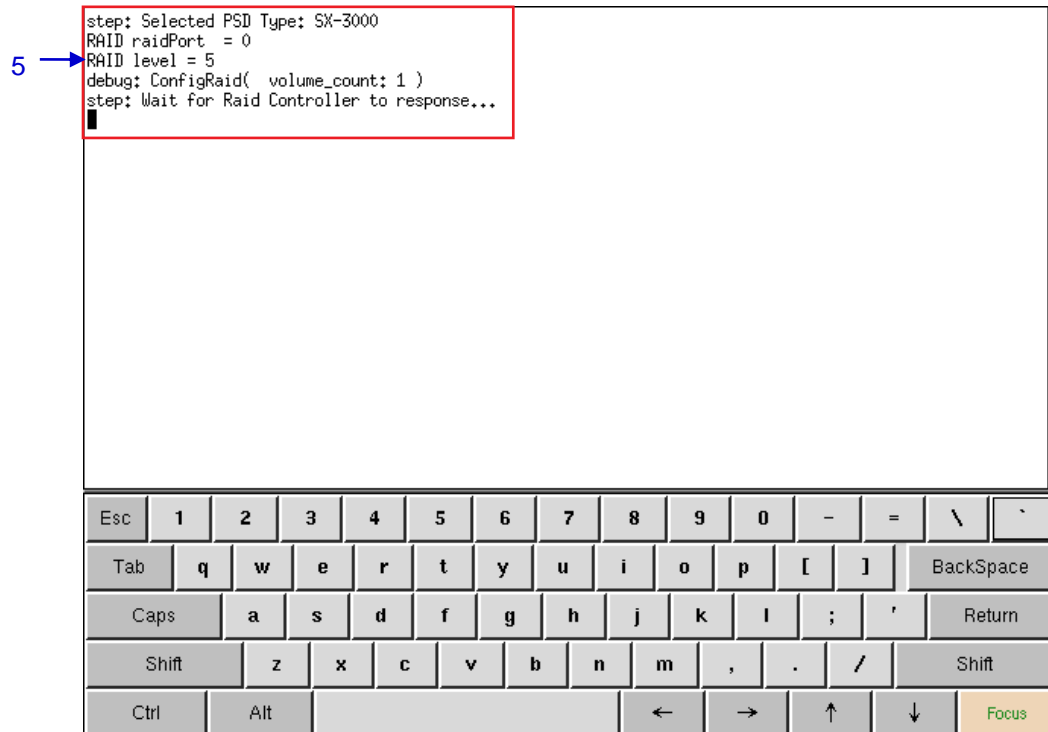 step: Selected PSD Type: SX-3000
RAID raidPort = 0
5
RAID level = 5
debug: ConfigRaid( volume_count: 1 )
step: Wait for Raid Controller to response...
Esc 1 2 3 4 5 6 7 8 9 0 - = \ `
Tab q w e r t y u i o p [ ] BackSpace
Caps a s d f g h j k l ; ' Return
Shift z x c v b n m , . / Shift
Ctrl Alt ← → ↑ ↓ Focus